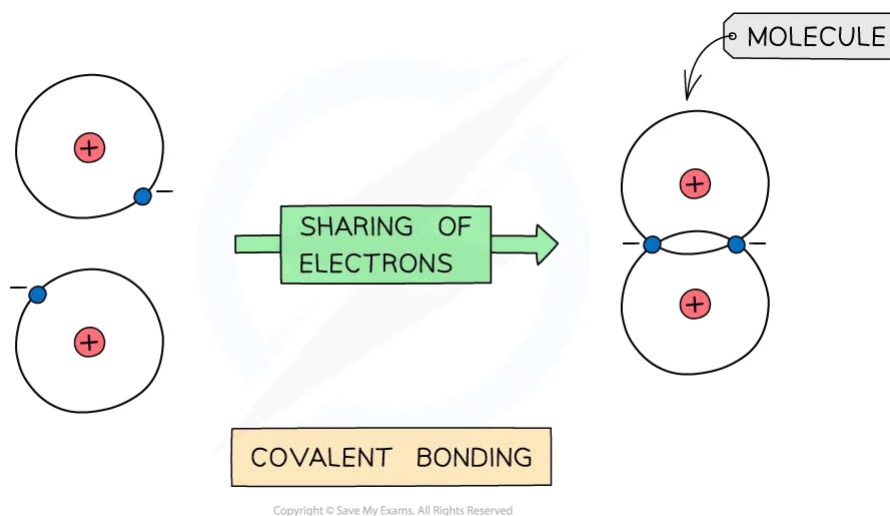 MOLECULE
SHARING OF
ELECTRONS
COVALENT BONDING
Copyright © Save My Exams. All Rights Reserved